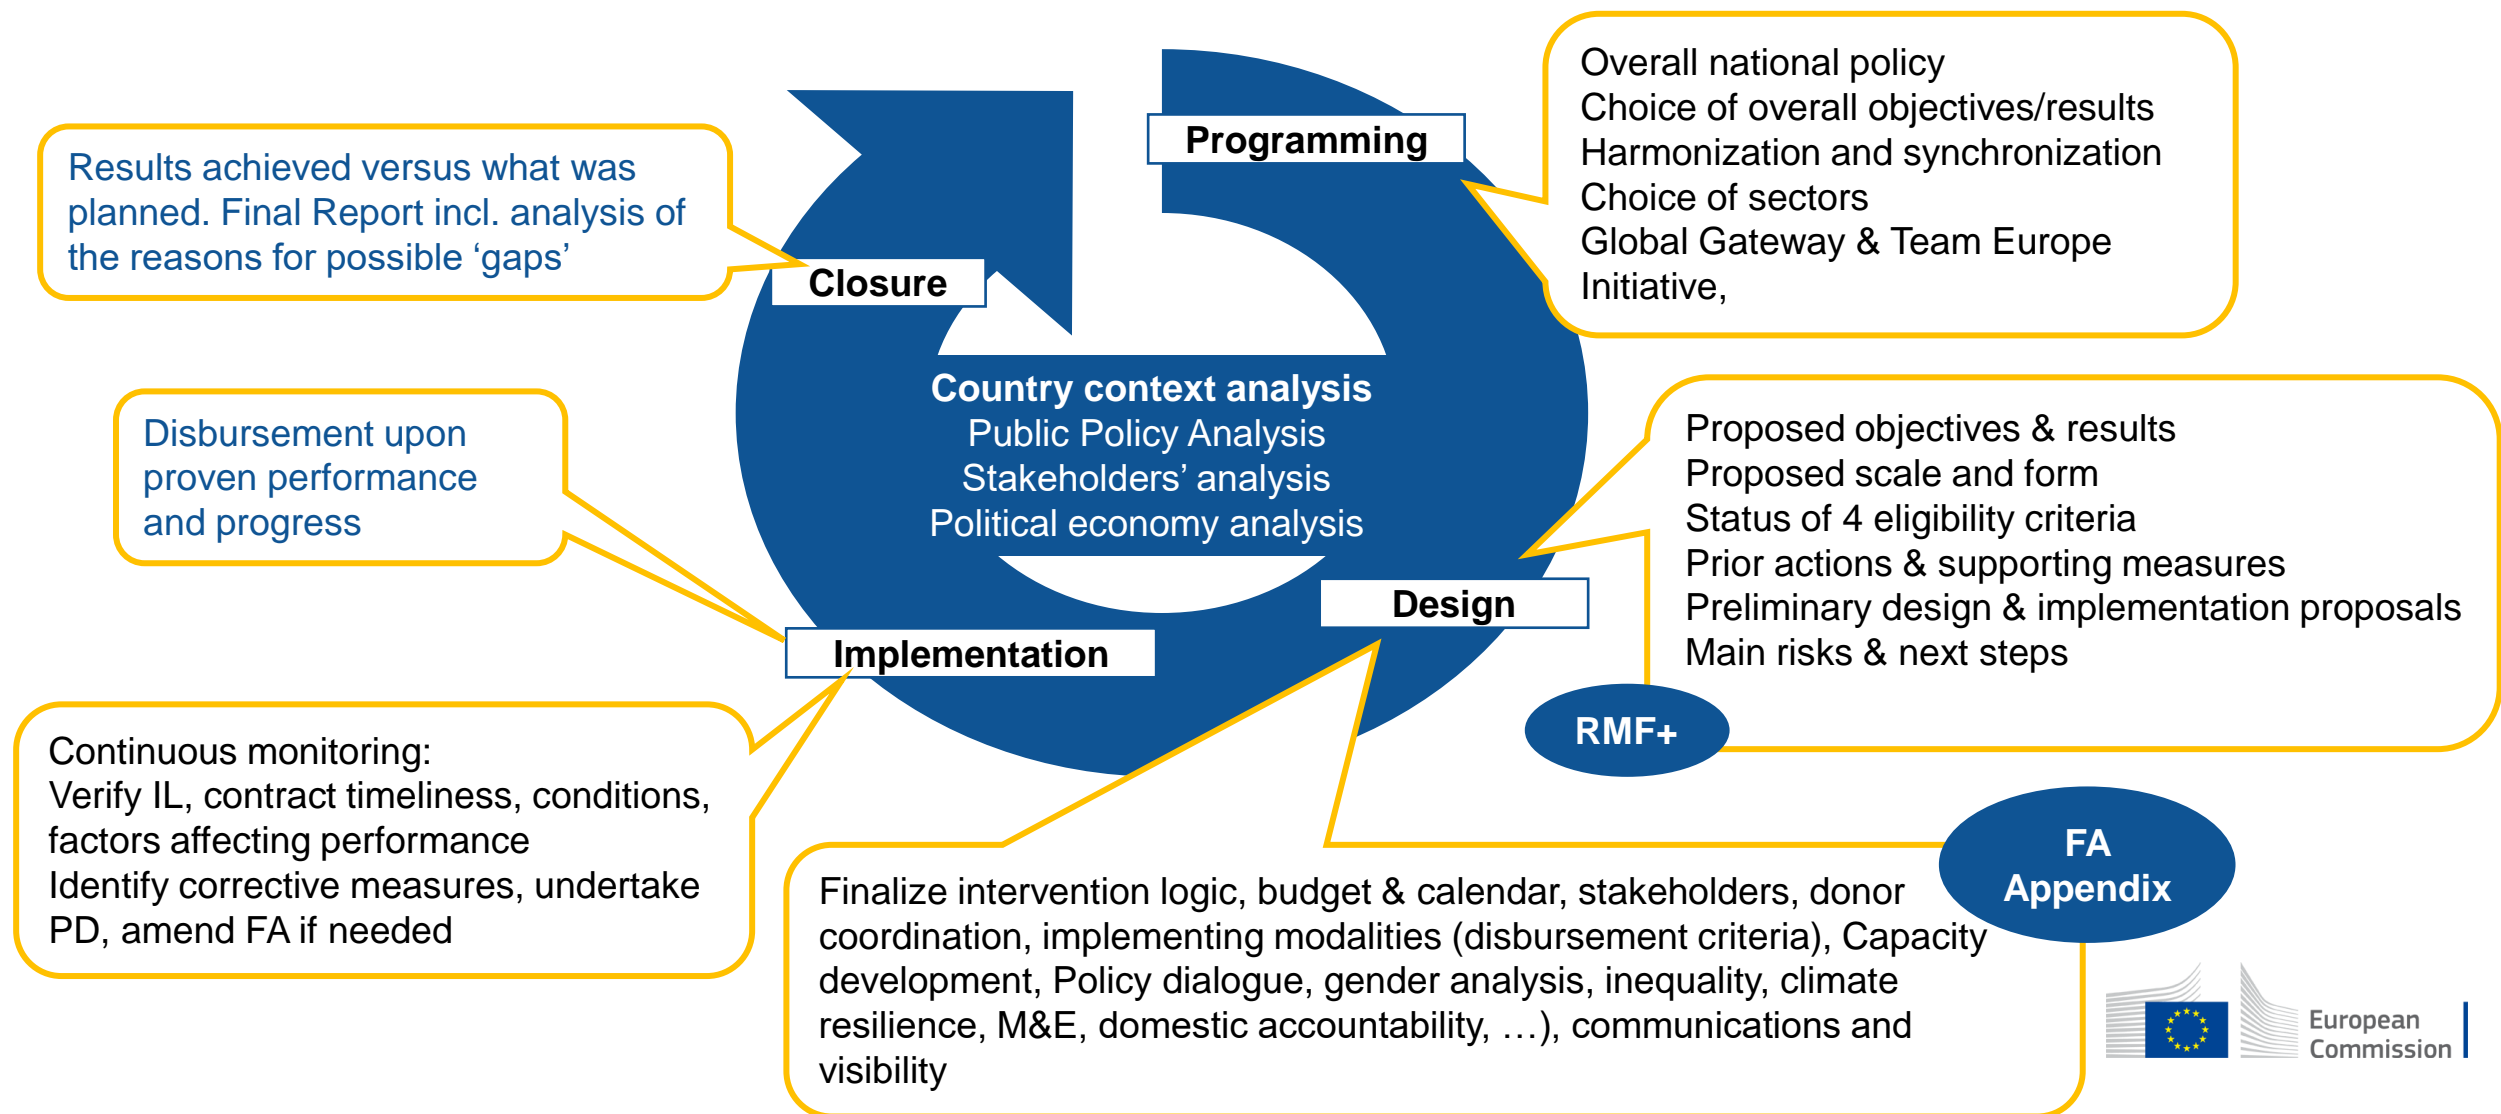 Programming
Overall national policy
Choice of overall objectives/results
Harmonization and synchronization
Choice of sectors
Global Gateway & Team Europe
Initiative,
Results achieved versus what was
planned. Final Report incl. analysis of
the reasons for possible ‘gaps’
Closure
Country context analysis
Public Policy Analysis
Stakeholders’ analysis
Political economy analysis
Disbursement upon
proven performance
and progress
Proposed objectives & results
Proposed scale and form
Status of 4 eligibility criteria
Prior actions & supporting measures
Preliminary design & implementation proposals
Main risks & next steps
Design
Implementation
RMF+
Continuous monitoring:
Verify IL, contract timeliness, conditions,
factors affecting performance
Identify corrective measures, undertake
PD, amend FA if needed
FA
Appendix
Finalize intervention logic, budget & calendar, stakeholders, donor
coordination, implementing modalities (disbursement criteria), Capacity
development, Policy dialogue, gender analysis, inequality, climate
resilience, M&E, domestic accountability, …), communications and
visibility
European
Commission